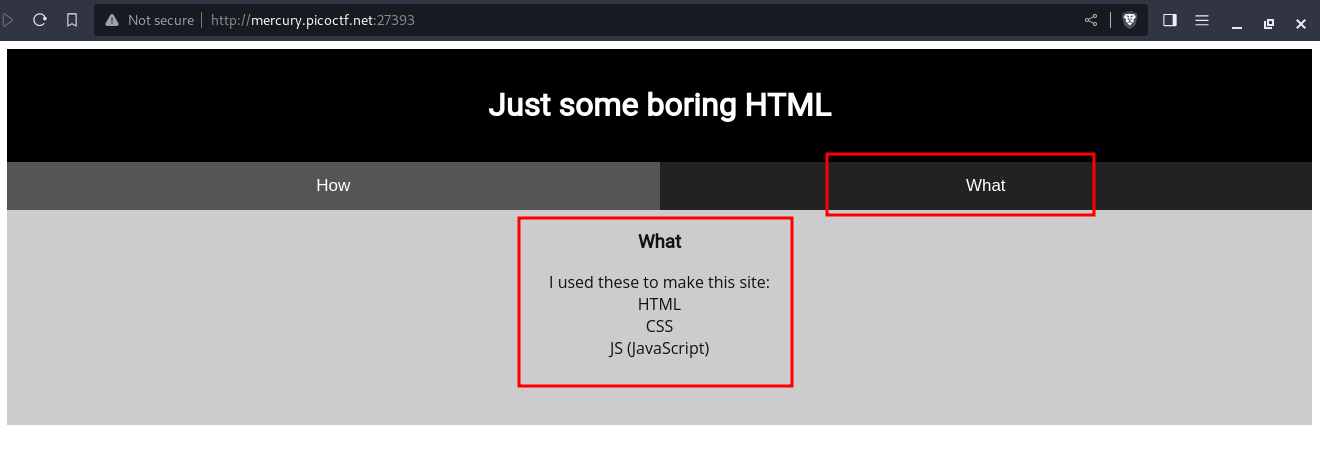 Not secure http://mercury.picoctf.net:27393
Just some boring HTML
How What
What
I used these to make this site:
HTML
CSS
JS (JavaScript)